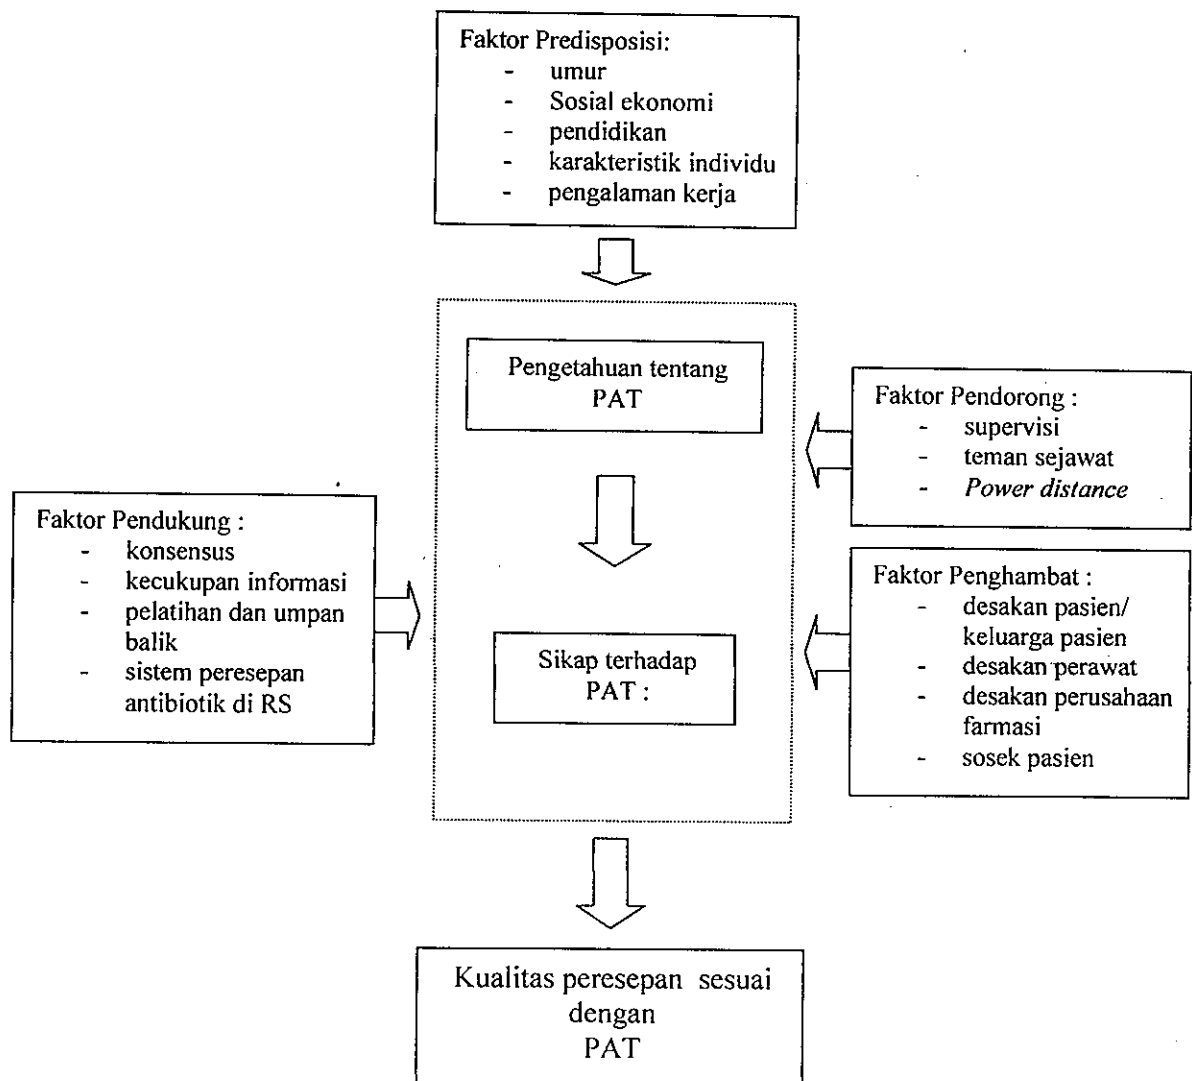 Faktor Predisposisi:
- umur
- Sosial ekonomi
- pendidikan
- karakteristik individu
- pengalaman kerja
Pengetahuan tentang
PAT
Faktor Pendorong :
- supervisi
- teman sejawat
- Power distance
Faktor Pendukung :
- konsensus
- kecukupan informasi
- pelatihan dan umpan
balik
- sistem peresepan
antibiotik di RS
Faktor Penghambat :
- desakan pasien/
keluarga pasien
- desakan perawat
- desakan perusahaan
farmasi
- sosek pasien
Sikap terhadap
PAT :
Kualitas peresepan sesuai
dengan
PAT